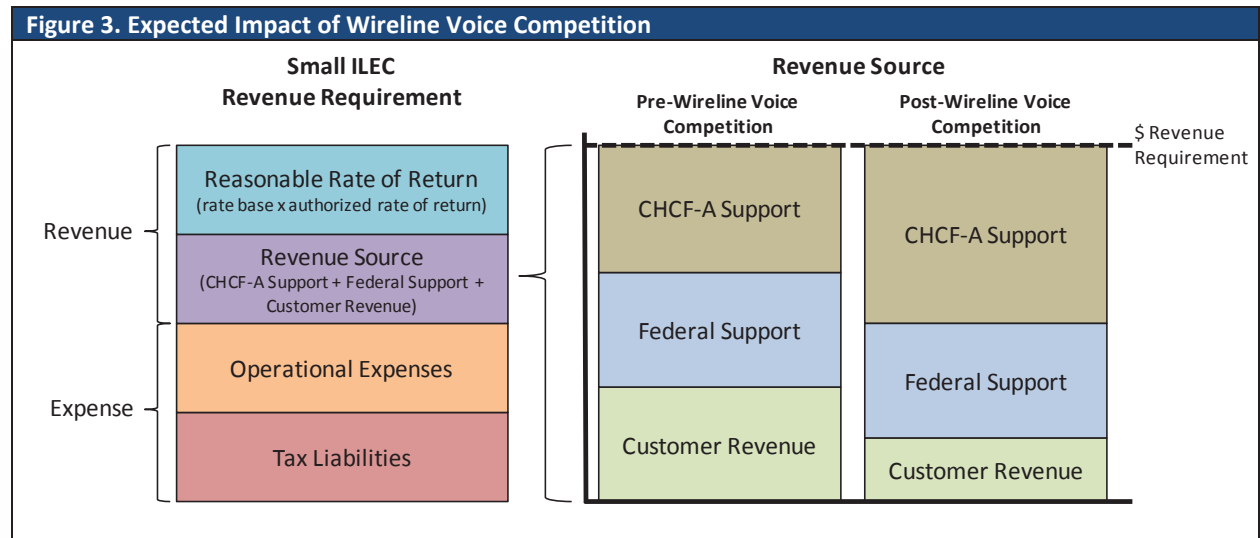 Figure 3. Expected Impact of Wireline Voice Competition
Small ILEC
Revenue Requirement
Revenue Source
Pre-Wireline Voice
Competition
Post-Wireline Voice
Competition
$ Revenue
Requirement
Revenue
Expense
Reasonable Rate of Return
(rate base x authorized rate of return)
Revenue Source
(CHCF-A Support + Federal Support +
Customer Revenue)
Operational Expenses
Tax Liabilities
CHCF-A Support
Federal Support
Customer Revenue
CHCF-A Support
Federal Support
Customer Revenue